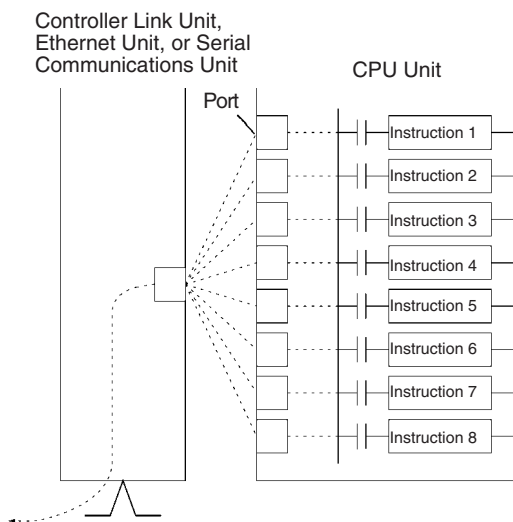 Controller Link Unit,
Ethernet Unit, or Serial
Communications Unit
CPU Unit
Port
Instruction 1
Instruction 2
Instruction 3
Instruction 4
Instruction 5
Instruction 6
Instruction 7
Instruction 8